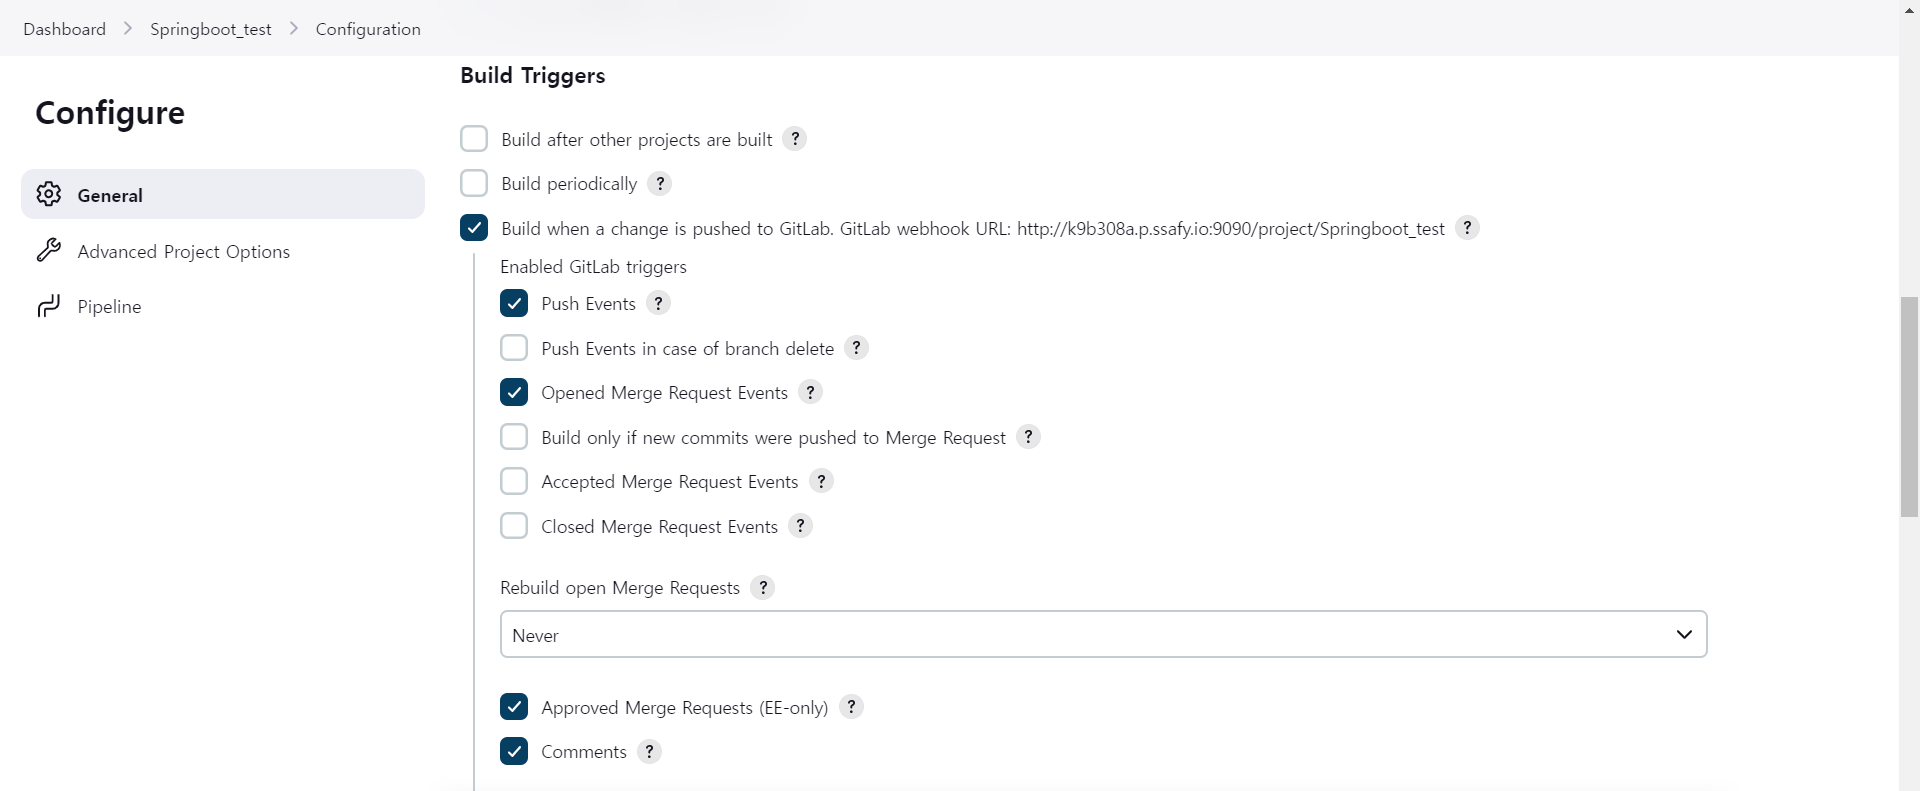 Dashboard > Springboot_test > Configuration
Configure
General
Advanced Project Options
Pipeline
Build Triggers
Build after other projects are built ?
Build periodically ?
Build when a change is pushed to GitLab. GitLab webhook URL: http://k9b308a.p.ssafy.io:9090/project/Springboot_test ?
Enabled GitLab triggers
Push Events ?
Push Events in case of branch delete ?
Opened Merge Request Events ?
Build only if new commits were pushed to Merge Request ?
Accepted Merge Request Events ?
Closed Merge Request Events ?
Rebuild open Merge Requests ?
Never
Approved Merge Requests (EE-only) ?
Comments ?